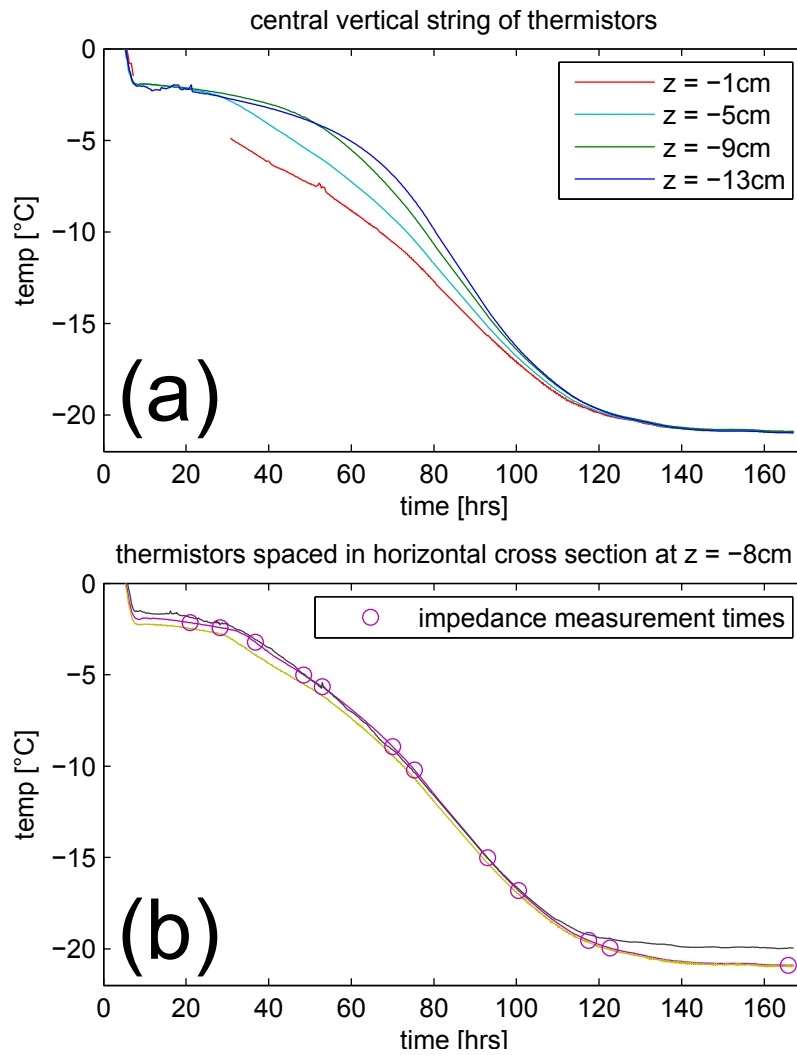 central vertical string of thermistors
0
−5
−10
−15
−20
temp [°C]
z = −1cm
z = −5cm
z = −9cm
z = −13cm
(a)
0 20 40 60 80 100 120 140 160
time [hrs]
thermistors spaced in horizontal cross section at z = −8cm
0
−5
−10
−15
−20
temp [°C]
impedance measurement times
(b)
0 20 40 60 80 100 120 140 160
time [hrs]